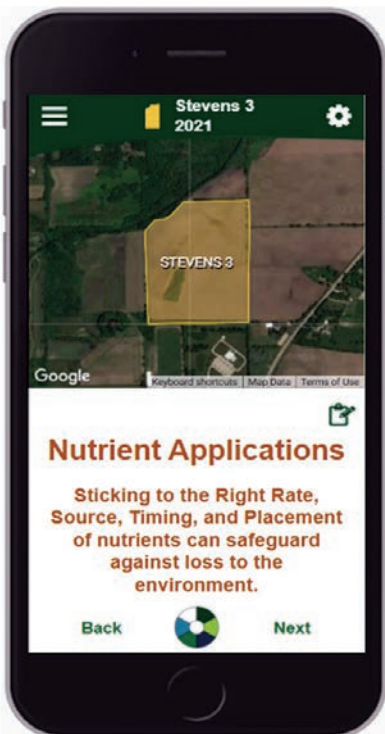 Stevens 3
2021
STEVENS 3
Google
Keyboard shortcuts Map Data Terms of Use
Nutrient Applications
Sticking to the Right Rate,
Source, Timing, and Placement
of nutrients can safeguard
against loss to the
environment.
Back Next